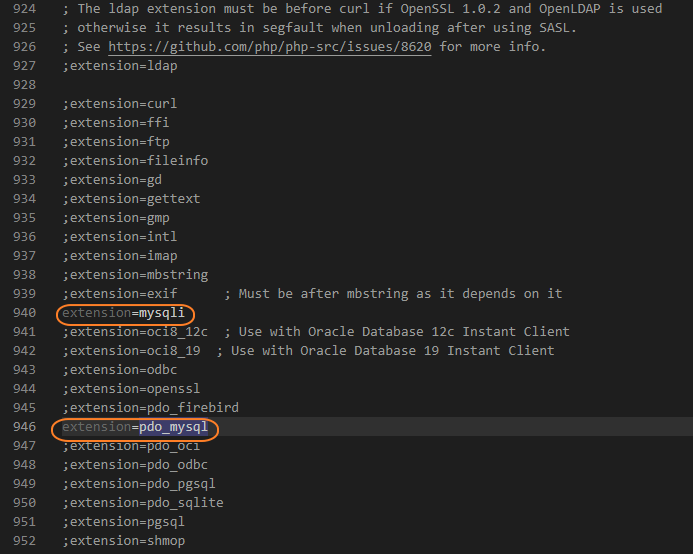 924 ; The ldap extension must be before curl if OpenSSL 1.0.2 and OpenLDAP is used
925 ; otherwise it results in segfault when unloading after using SASL.
926 ; See https://github.com/php/php-src/issues/8620 for more info.
927 ;extension=ldap
928
929 ;extension=curl
930 ;extension=ffi
931 ;extension=ftp
932 ;extension=fileinfo
933 ;extension=gd
934 ;extension=gettext
935 ;extension=gmp
936 ;extension=intl
937 ;extension=imap
938 ;extension=mbstring
939 ;extension=exif      ; Must be after mbstring as it depends on it
940 extension=mysqli
941 ;extension=oci8_12c  ; Use with Oracle Database 12c Instant Client
942 ;extension=oci8_19  ; Use with Oracle Database 19 Instant Client
943 ;extension=odbc
944 ;extension=openssl
945 ;extension=pdo_firebird
946 extension=pdo_mysql
947 ;extension=pdo_oci
948 ;extension=pdo_odbc
949 ;extension=pdo_pgsql
950 ;extension=pdo_sqlite
951 ;extension=pgsql
952 ;extension=shmop